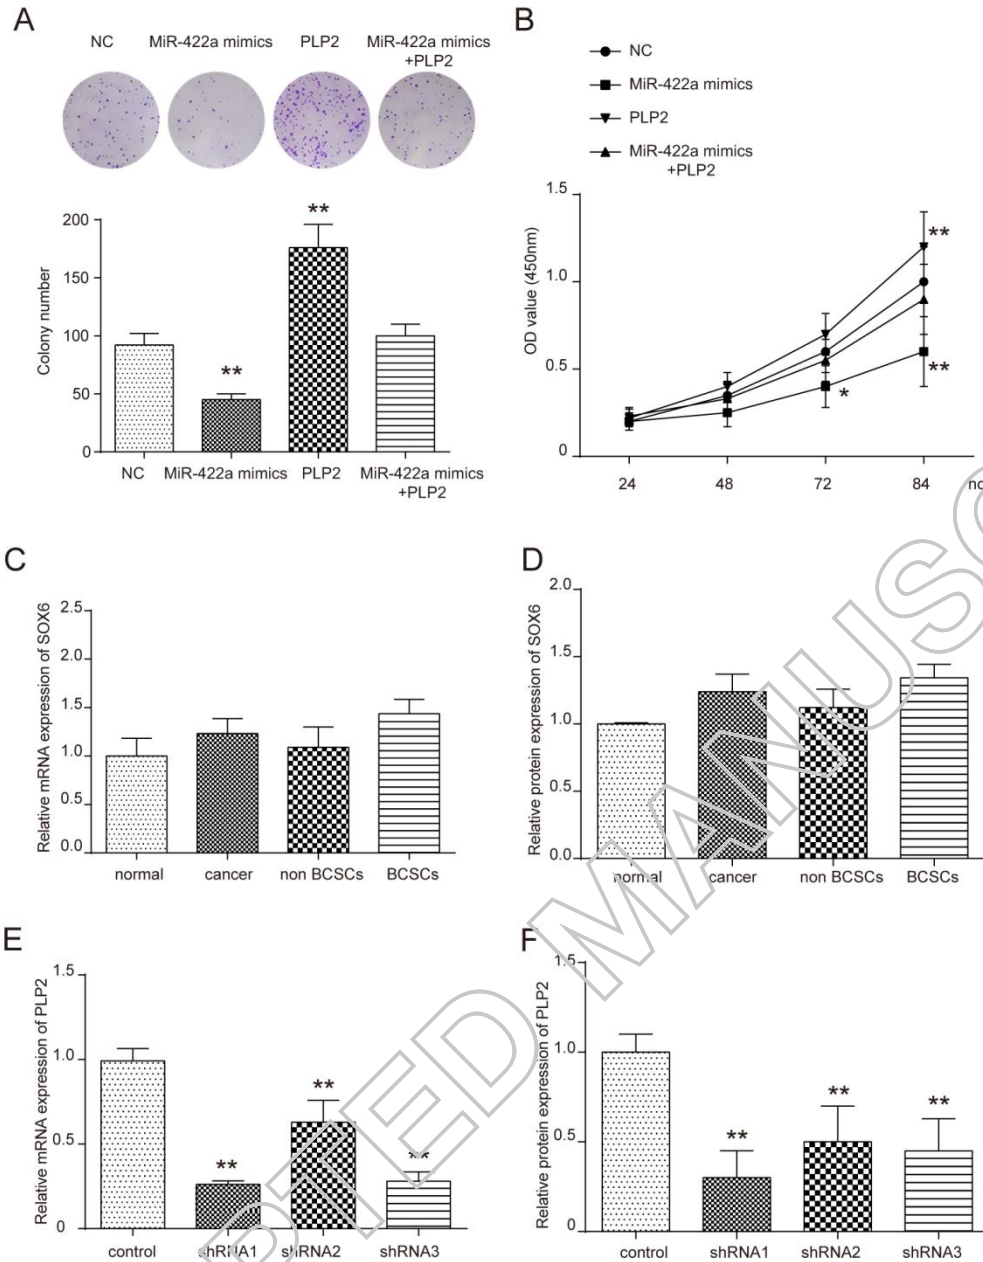 A
NC MiR-422a mimics PLP2 MiR-422a mimics
+PLP2
200
150
100
50
0
Colony number
**
**
NC MiR-422a mimics PLP2 MiR-422a mimics
+PLP2
B
NC
MiR-422a mimics
PLP2
MiR-422a mimics
+PLP2
1.5
1.0
0.5
0
OD value (450nm)
**
**
*
24 48 72 84
C
2.5
2.0
1.5
1.0
0.5
0.0
Relative mRNA expression of SOX6
normal cancer non BCSCs BCSCs
D
2.0
1.5
1.0
0.5
0.0
Relative protein expression of SOX6
normal cancer non BCSCs BCSCs
E
1.5
1.0
0.5
0
Relative mRNA expression of PLP2
**
**
**
control shRNA1 shRNA2 shRNA3
F
1.5
1.0
0.5
0
Relative protein expression of PLP2
**
**
**
control shRNA1 shRNA2 shRNA3